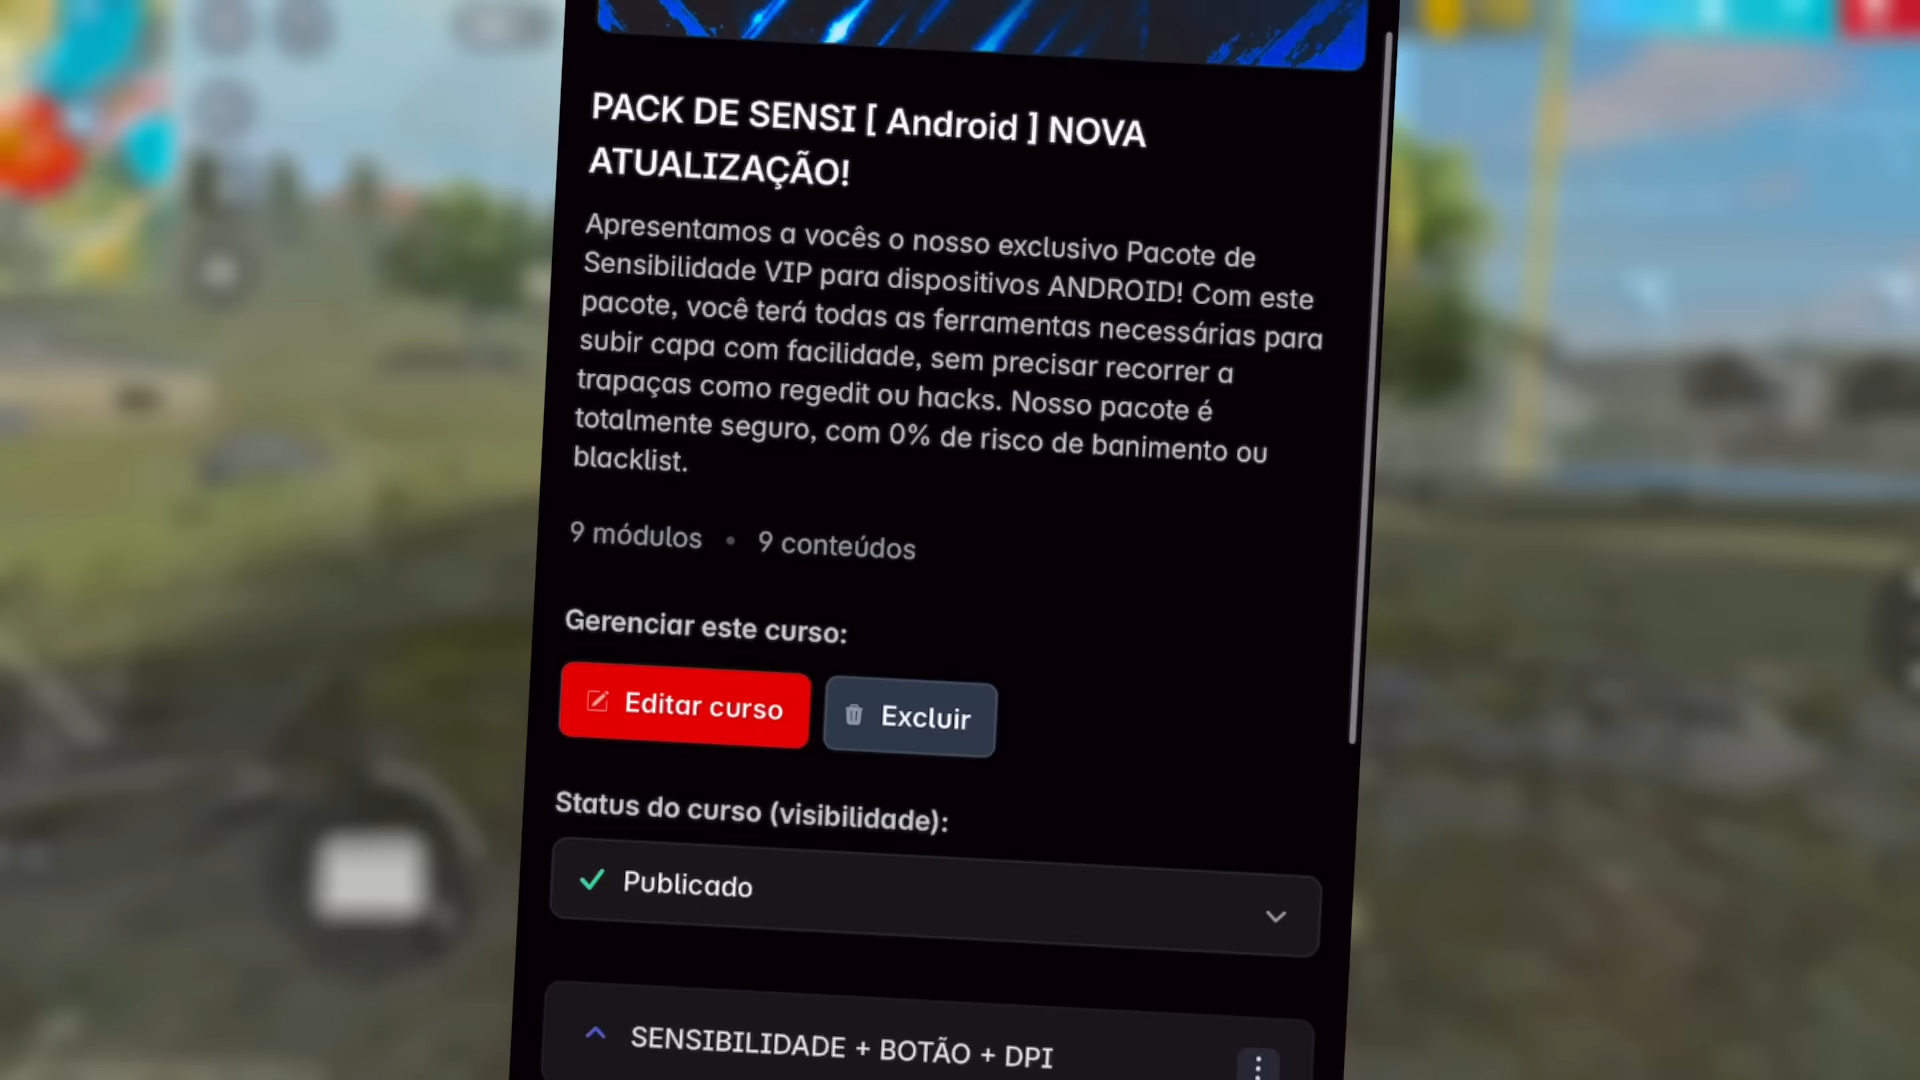 PACK DE SENSI [ Android ] NOVA
ATUALIZAÇÃO!
Apresentamos a vocês o nosso exclusivo Pacote de
Sensibilidade VIP para dispositivos ANDROID! Com este
pacote, você terá todas as ferramentas necessárias para
subir capa com facilidade, sem precisar recorrer a
trapaças como regedit ou hacks. Nosso pacote é
totalmente seguro, com 0% de risco de banimento ou
blacklist.
9 módulos • 9 conteúdos
Gerenciar este curso:
Editar curso Excluir
Status do curso (visibilidade):
Publicado
SENSIBILIDADE + BOTÃO + DPI